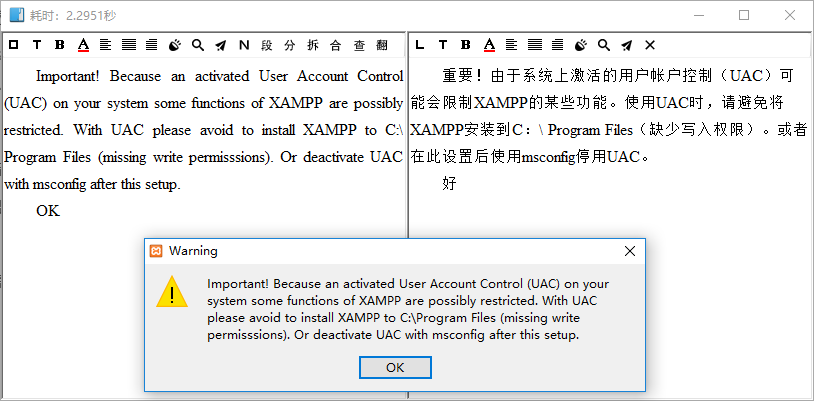 耗时：2.2951秒
T B A N 段 分 拆 合 查 翻
L T B A
Important! Because an activated User Account Control
(UAC) on your system some functions of XAMPP are possibly
restricted. With UAC please avoid to install XAMPP to C:\
Program Files (missing write permisssions). Or deactivate UAC
with msconfig after this setup.
OK
重要！由于系统上激活的用户帐户控制（UAC）可
能会限制XAMPP的某些功能。使用UAC时，请避免将
XAMPP安装到C：\ Program Files（缺少写入权限）。或者
在此设置后使用msconfig停用UAC。
好
Warning
Important! Because an activated User Account Control (UAC) on your
system some functions of XAMPP are possibly restricted. With UAC
please avoid to install XAMPP to C:\Program Files (missing write
permisssions). Or deactivate UAC with msconfig after this setup.
OK